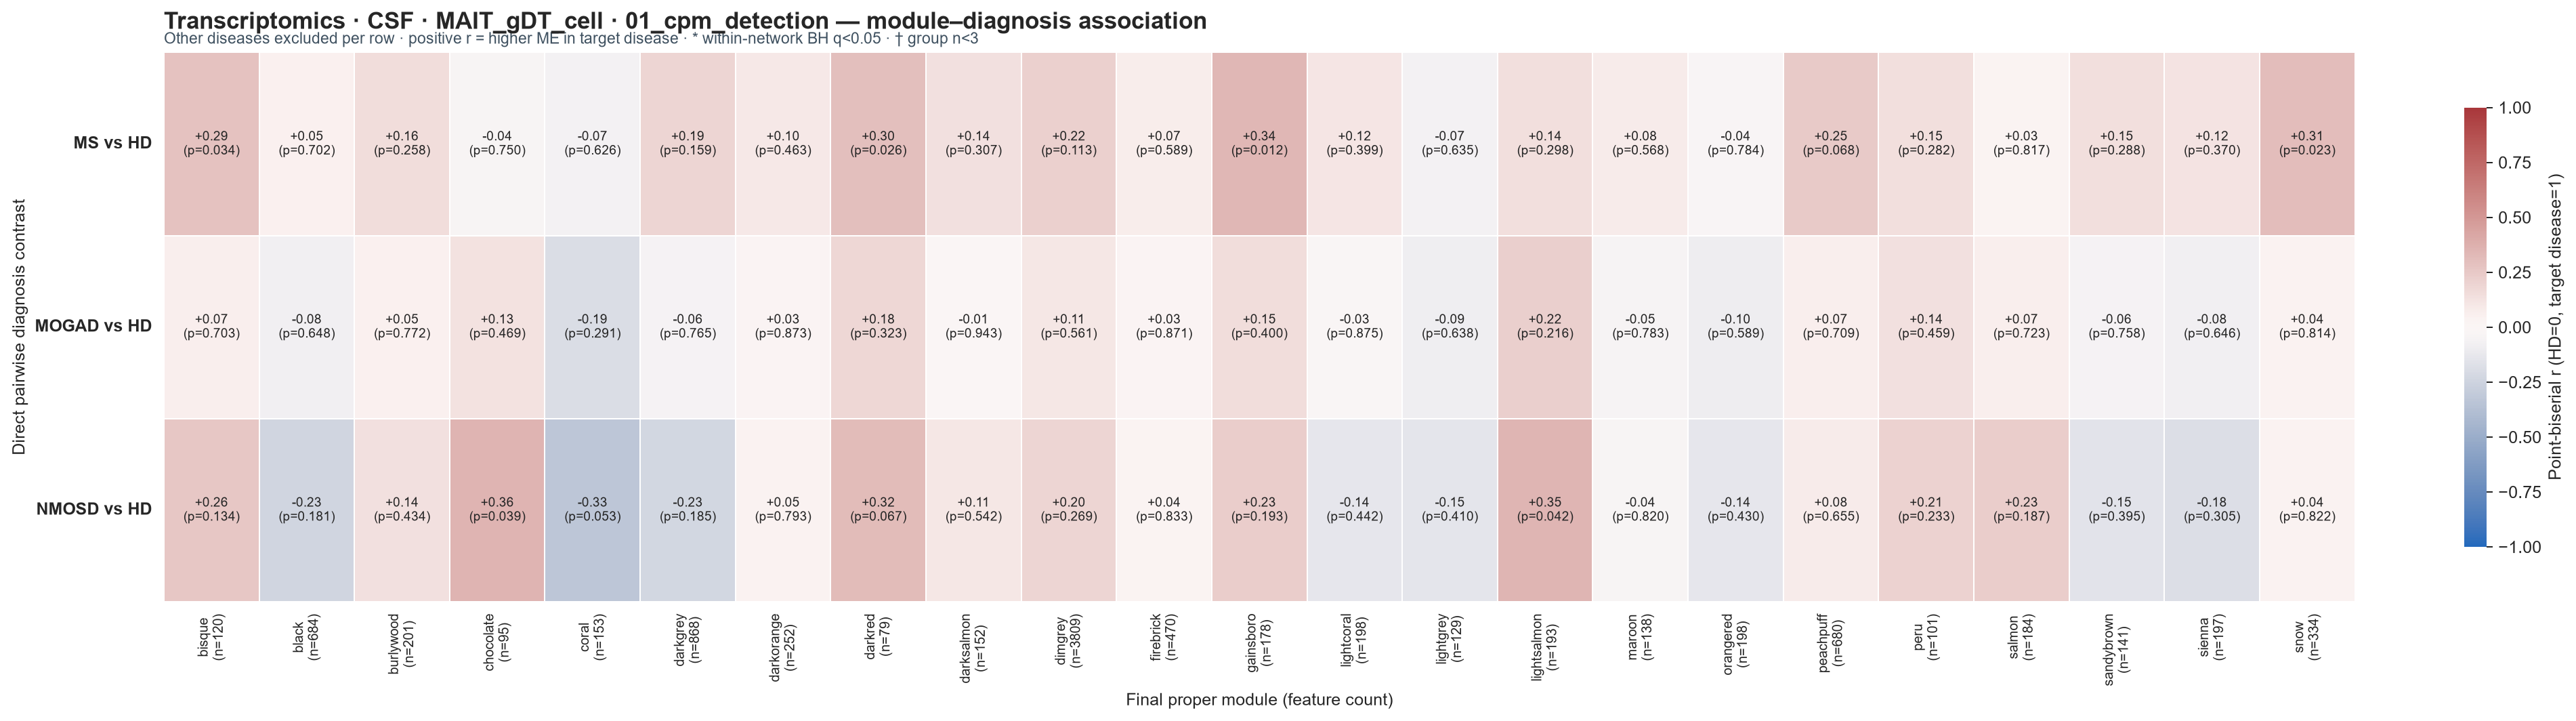 Transcriptomics · CSF · MAIT_gDT_cell · 01_cpm_detection — module–diagnosis association
Other diseases excluded per row · positive r = higher ME in target disease · * within-network BH q<0.05 · † group n<3
Direct pairwise diagnosis contrast
MS vs HD
+0.29 +0.05 +0.16 -0.04 -0.07 +0.19 +0.10 +0.30 +0.14 +0.22 +0.07 +0.34 +0.12 -0.07 +0.14 +0.08 -0.04 +0.25 +0.15 +0.03 +0.15 +0.12 +0.31
(p=0.034) (p=0.702) (p=0.258) (p=0.750) (p=0.626) (p=0.159) (p=0.463) (p=0.026) (p=0.307) (p=0.113) (p=0.589) (p=0.012) (p=0.399) (p=0.635) (p=0.298) (p=0.568) (p=0.784) (p=0.068) (p=0.282) (p=0.817) (p=0.288) (p=0.370) (p=0.023)
MOGAD vs HD
+0.07 -0.08 +0.05 +0.13 -0.19 -0.06 +0.03 +0.18 -0.01 +0.11 +0.03 +0.15 -0.03 -0.09 +0.22 -0.05 -0.10 +0.07 +0.14 +0.07 -0.06 -0.08 +0.04
(p=0.703) (p=0.648) (p=0.772) (p=0.469) (p=0.291) (p=0.765) (p=0.873) (p=0.323) (p=0.943) (p=0.561) (p=0.871) (p=0.400) (p=0.875) (p=0.638) (p=0.216) (p=0.783) (p=0.589) (p=0.709) (p=0.459) (p=0.723) (p=0.758) (p=0.646) (p=0.814)
NMOSD vs HD
+0.26 -0.23 +0.14 +0.36 -0.33 -0.23 +0.05 +0.32 +0.11 +0.20 +0.04 +0.23 -0.14 -0.15 +0.35 -0.04 -0.14 +0.08 +0.21 +0.23 -0.15 -0.18 +0.04
(p=0.134) (p=0.181) (p=0.434) (p=0.039) (p=0.053) (p=0.185) (p=0.793) (p=0.067) (p=0.542) (p=0.269) (p=0.833) (p=0.193) (p=0.442) (p=0.410) (p=0.042) (p=0.820) (p=0.430) (p=0.655) (p=0.233) (p=0.187) (p=0.395) (p=0.305) (p=0.822)
bisque
(n=120)
black
(n=684)
burlywood
(n=201)
chocolate
(n=95)
coral
(n=153)
darkgrey
(n=868)
darkorange
(n=252)
darkred
(n=79)
darksalmon
(n=152)
dimgrey
(n=3809)
firebrick
(n=470)
gainsboro
(n=178)
lightcoral
(n=198)
lightgrey
(n=129)
lightsalmon
(n=193)
maroon
(n=138)
orangered
(n=198)
peachpuff
(n=680)
peru
(n=101)
salmon
(n=184)
sandybrown
(n=141)
sienna
(n=197)
snow
(n=334)
Final proper module (feature count)
1.00
0.75
0.50
0.25
0.00
−0.25
−0.50
−0.75
−1.00
Point-biserial r (HD=0, target disease=1)